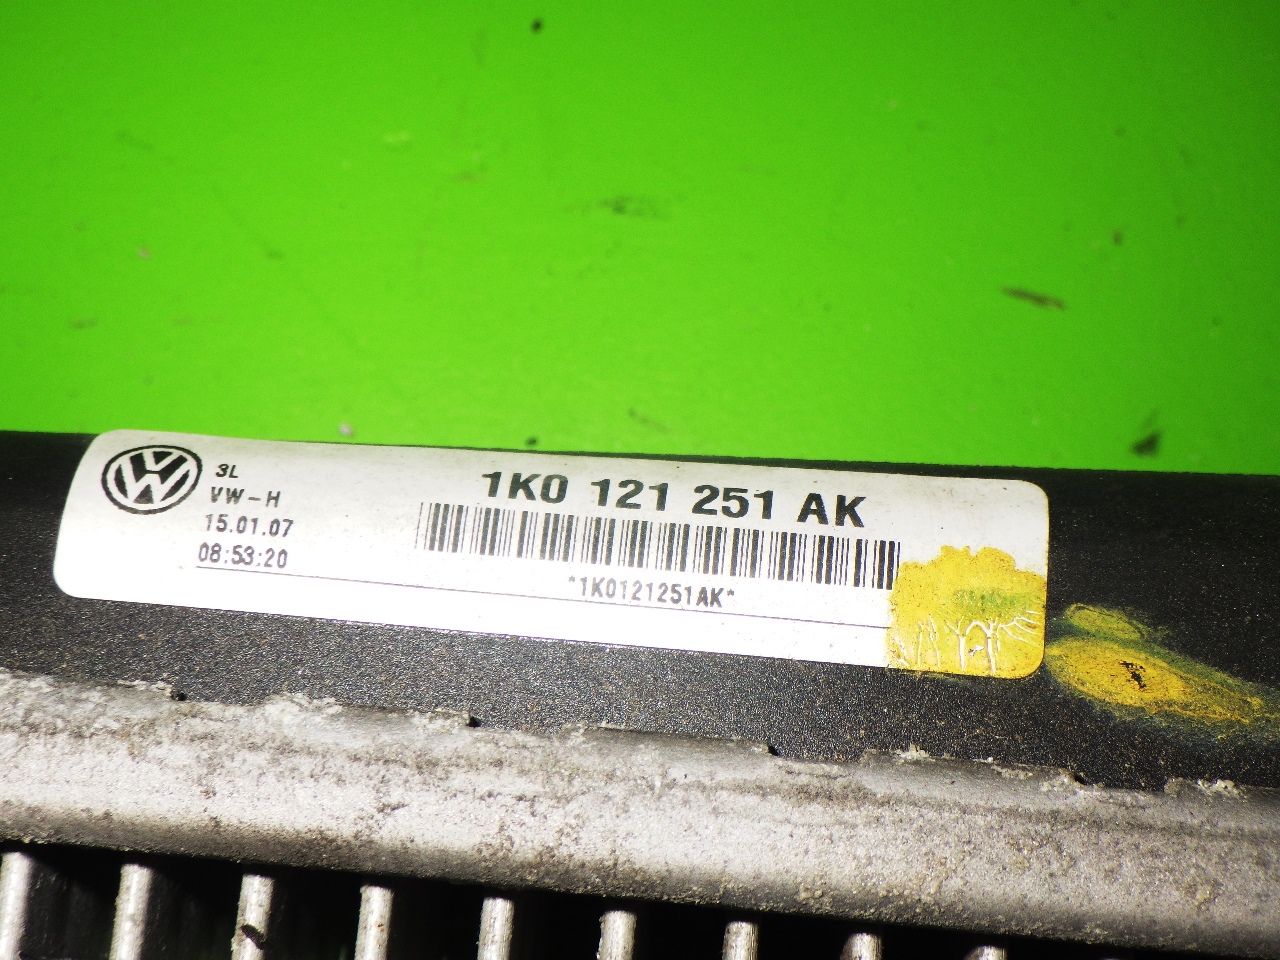 3L
VW-H
15.01.07
08:53:20
1K0 121 251 AK
*1K0121251AK*